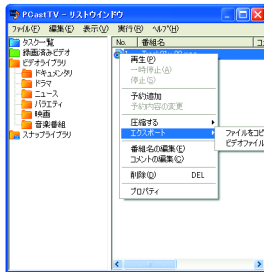 PCastTV - リストウインドウ
ファイル(F) 編集(E) 表示(V) 実行(R) ヘルプ(H)
タスク一覧
録画済みビデオ
ビデオライブラリ
ドキュメンタリ
ドラマ
ニュース
バラエティ
映画
音楽番組
スナップライブラリ
No. 番組名
再生(P)
一時停止(A)
停止(S)
予約追加
予約内容の変更
圧縮する
エクスポート
番組名の編集(E)
コメントの編集(C)
削除(D) DEL
プロパティ
ファイルをコピ
ビデオファイル